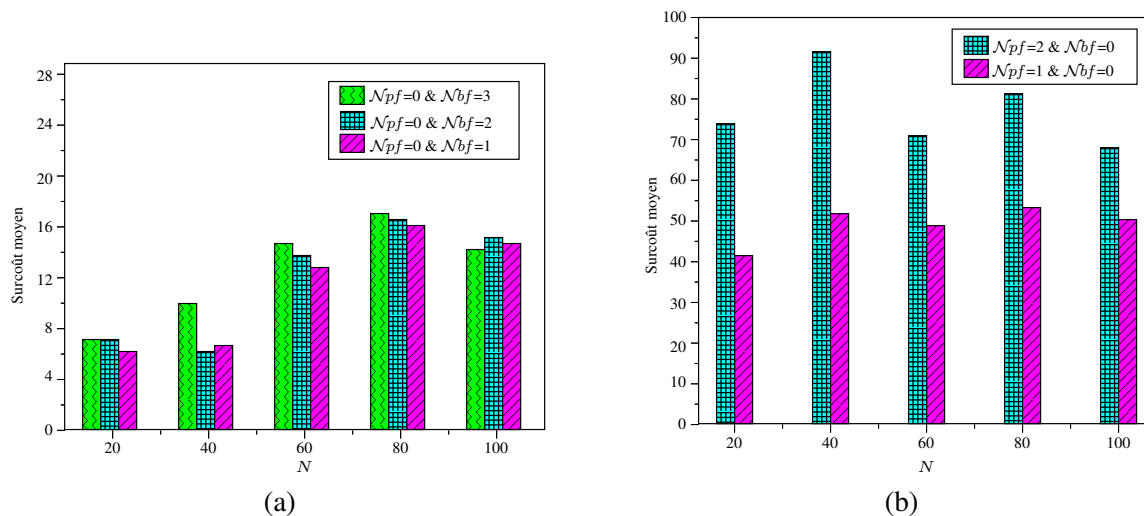 28
24
20
16
12
8
4
0
Surcoût moyen
𝒩pf=0 & 𝒩bf=3
𝒩pf=0 & 𝒩bf=2
𝒩pf=0 & 𝒩bf=1
20 40 60 80 100
N
(a)
100
90
80
70
60
50
40
30
20
10
0
Surcoût moyen
𝒩pf=2 & 𝒩bf=0
𝒩pf=1 & 𝒩bf=0
20 40 60 80 100
N
(b)